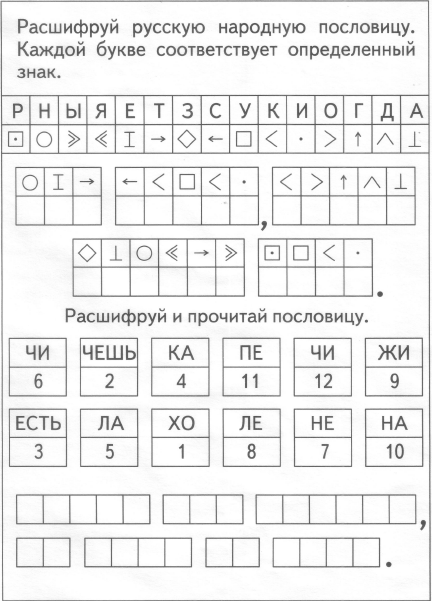 Расшифруй русскую народную пословицу.
Каждой букве соответствует определенный
знак.
Р Н Ы Я Е Т З С У К И О Г Д А
,
.
Расшифруй и прочитай пословицу.
ЧИ ЧЕШЬ КА ПЕ ЧИ ЖИ
6 2 4 11 12 9
ЕСТЬ ЛА ХО ЛЕ НЕ НА
3 5 1 8 7 10
,
.